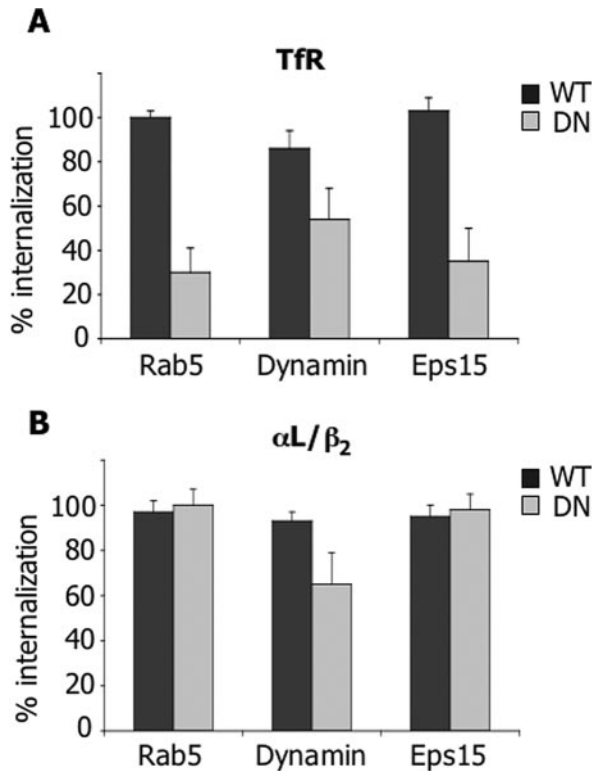 A
TfR
WT
DN
% internalization
100
80
60
40
20
0
Rab5 Dynamin Eps15
B
αL/β₂
WT
DN
% internalization
100
80
60
40
20
0
Rab5 Dynamin Eps15